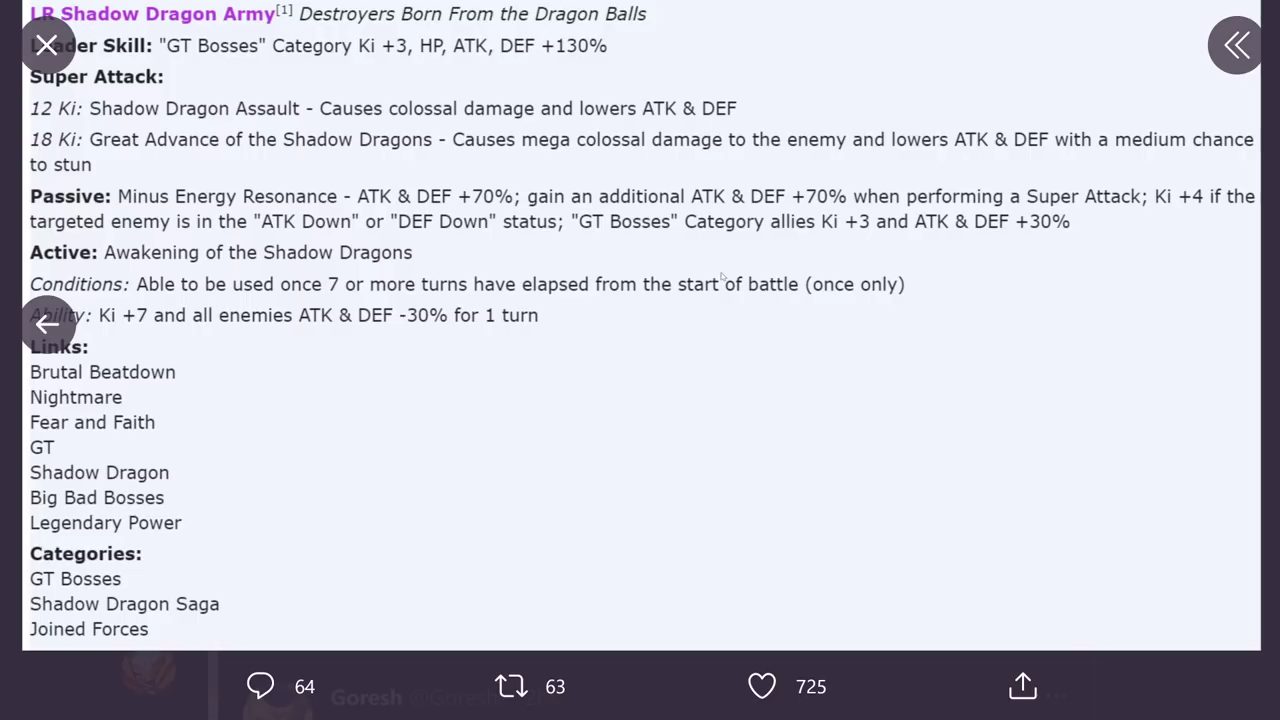 LR Shadow Dragon Army[1] Destroyers Born From the Dragon Balls
Leader Skill: "GT Bosses" Category Ki +3, HP, ATK, DEF +130%
Super Attack:
12 Ki: Shadow Dragon Assault - Causes colossal damage and lowers ATK & DEF
18 Ki: Great Advance of the Shadow Dragons - Causes mega colossal damage to the enemy and lowers ATK & DEF with a medium chance
to stun
Passive: Minus Energy Resonance - ATK & DEF +70%; gain an additional ATK & DEF +70% when performing a Super Attack; Ki +4 if the
targeted enemy is in the "ATK Down" or "DEF Down" status; "GT Bosses" Category allies Ki +3 and ATK & DEF +30%
Active: Awakening of the Shadow Dragons
Conditions: Able to be used once 7 or more turns have elapsed from the start of battle (once only)
Ability: Ki +7 and all enemies ATK & DEF -30% for 1 turn
Links:
Brutal Beatdown
Nightmare
Fear and Faith
GT
Shadow Dragon
Big Bad Bosses
Legendary Power
Categories:
GT Bosses
Shadow Dragon Saga
Joined Forces
64 63 725
Goresh